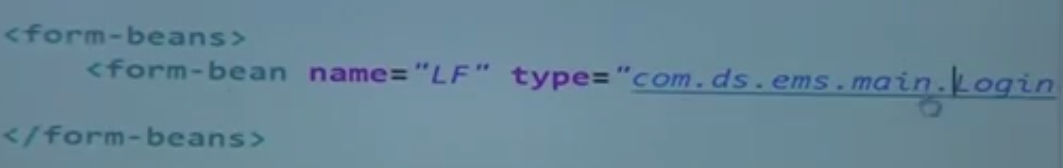 <form-beans>
<form-bean name="LF" type="com.ds.ems.main.Login
</form-beans>